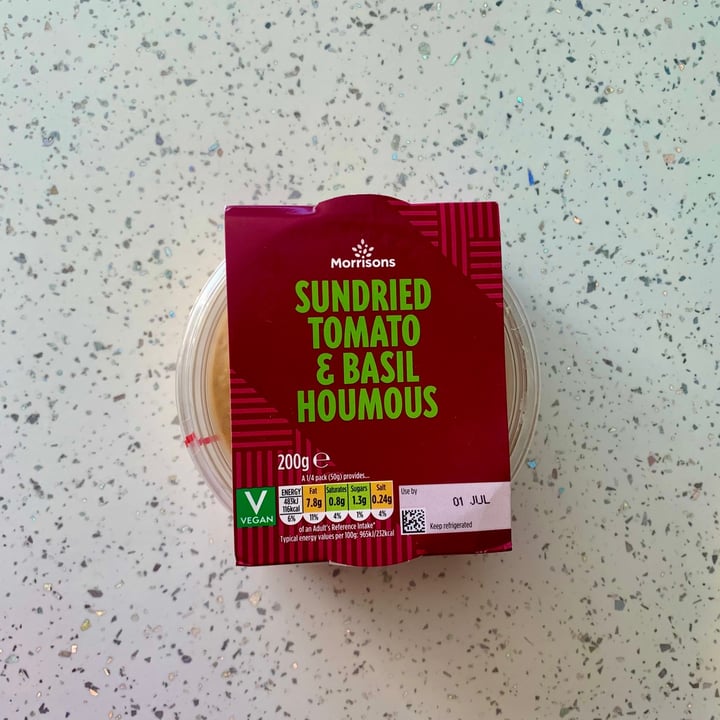 Morrisons
SUNDRIED
TOMATO
& BASIL
HOUMOUS
200g e
A 1/4 pack (50g) provides...
V
VEGAN
ENERGY Fat Saturates Sugars Salt
483kJ 7.8g 0.8g 1.3g 0.24g
116kcal
6% 11% 4% 1% 4%
of an Adult's Reference Intake*
Typical energy values per 100g: 965kJ/232kcal
Use by
01 JUL
Keep refrigerated